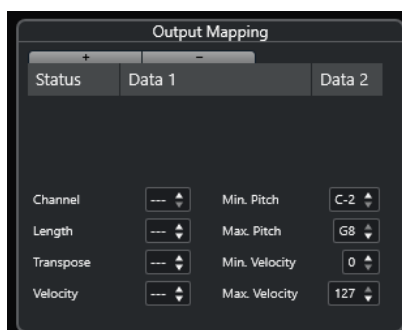 Output Mapping
+ -
Status Data 1 Data 2
Channel --- Min. Pitch C-2
Length --- Max. Pitch G8
Transpose --- Min. Velocity 0
Velocity --- Max. Velocity 127